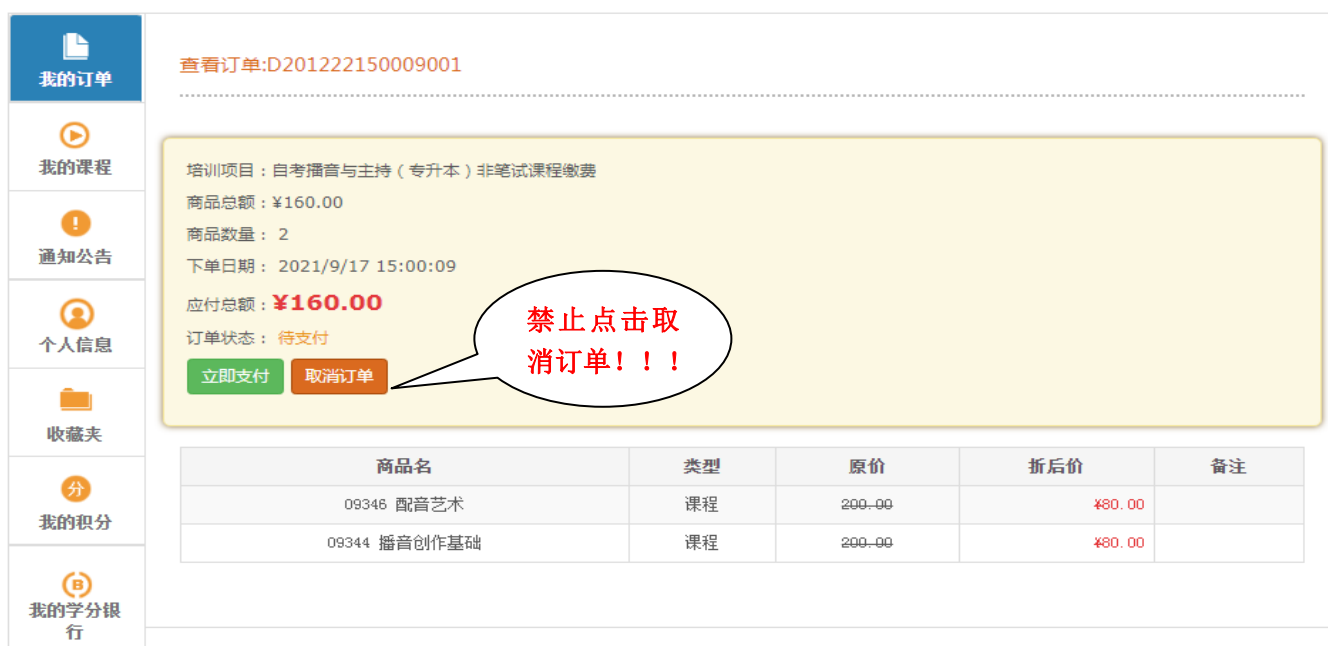 我的订单
我的课程
通知公告
个人信息
收藏夹
我的积分
我的学分银
行
查看订单:D201222150009001
培训项目：自考播音与主持（专升本）非笔试课程缴费
商品总额：¥160.00
商品数量： 2
下单日期： 2021/9/17 15:00:09
应付总额：¥160.00
订单状态： 待支付
立即支付 取消订单
禁止点击取
消订单！！！
商品名 类型 原价 折后价 备注
09346 配音艺术 课程 200.00 ¥80.00
09344 播音创作基础 课程 200.00 ¥80.00
分
B